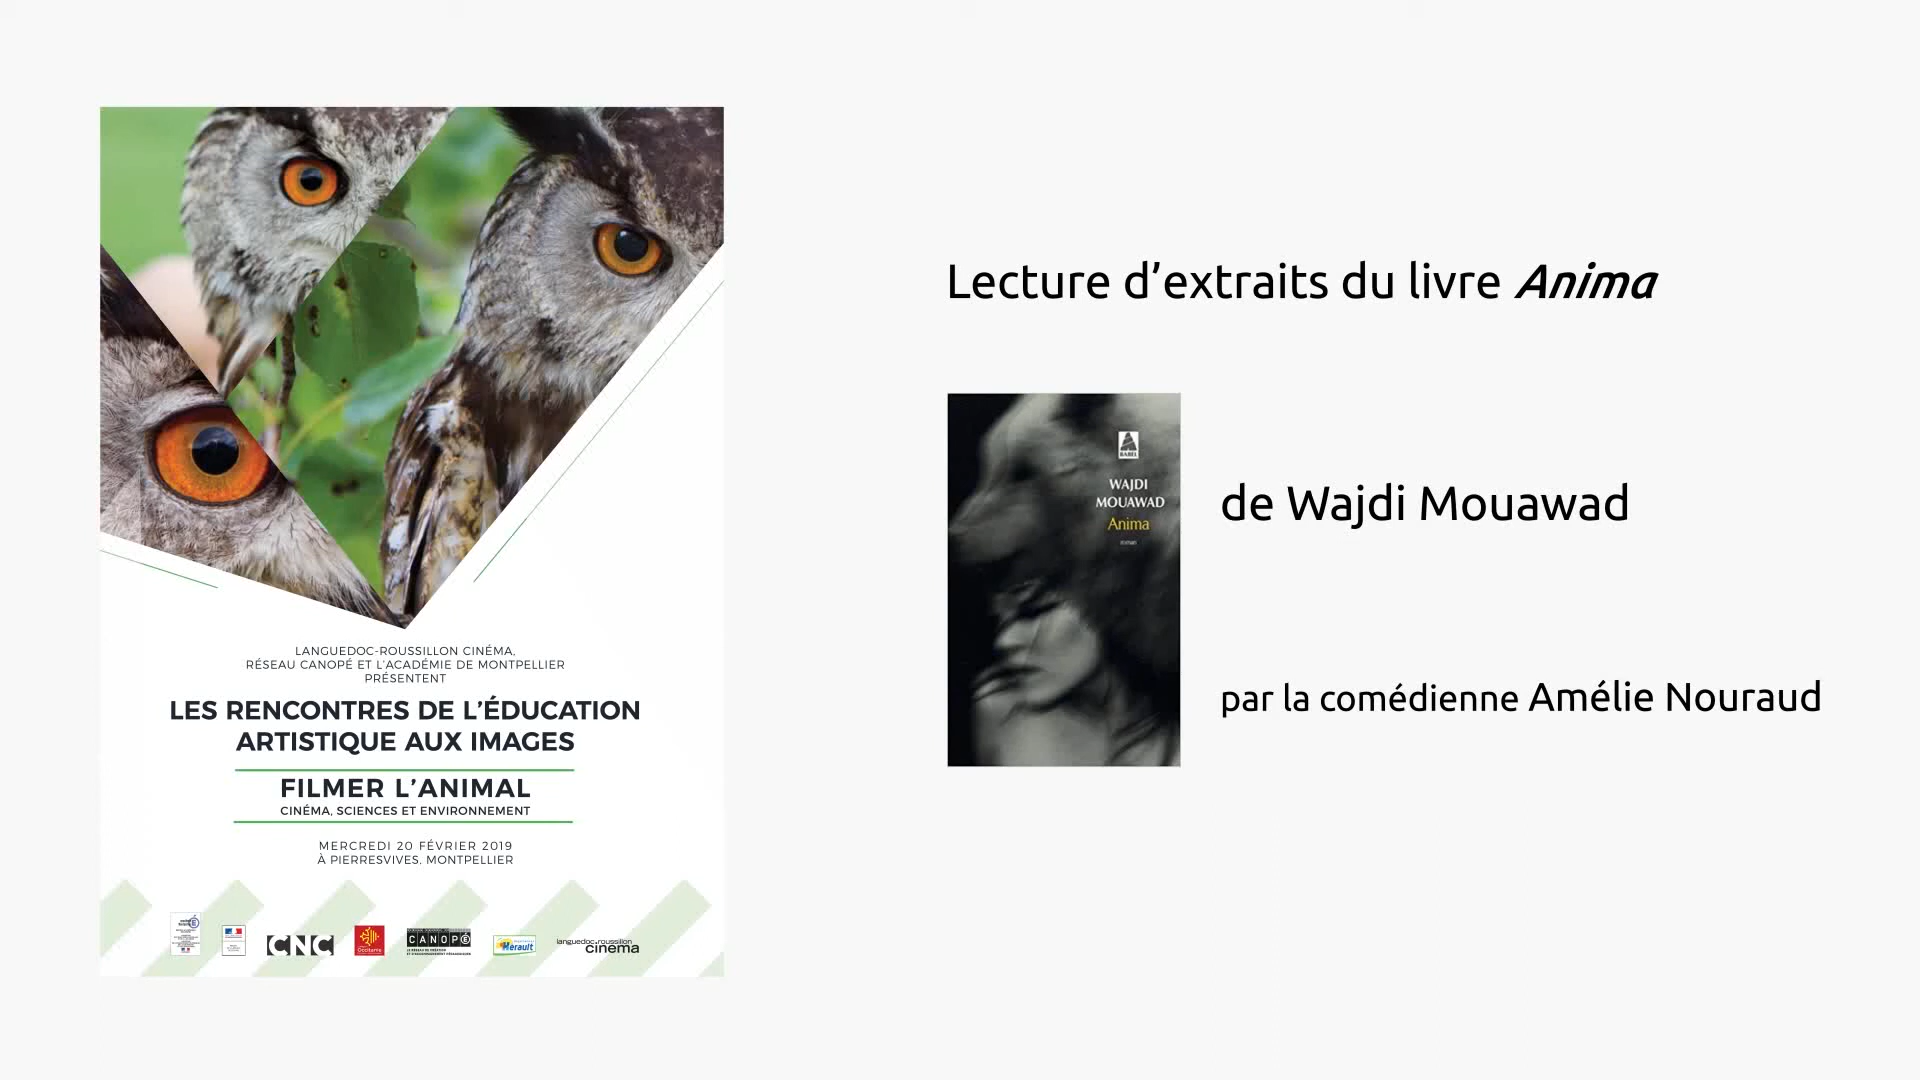 LANGUEDOC-ROUSSILLON CINÉMA,
RÉSEAU CANOPÉ ET L'ACADÉMIE DE MONTPELLIER
PRÉSENTENT
LES RENCONTRES DE L'ÉDUCATION
ARTISTIQUE AUX IMAGES
FILMER L'ANIMAL
CINÉMA, SCIENCES ET ENVIRONNEMENT
MERCREDI 20 FÉVRIER 2019
À PIERRESVIVES, MONTPELLIER
CNC
Occitanie
CANOPÉ
Hérault
languedoc-roussillon
cinéma
Lecture d’extraits du livre Anima
BABEL
WAJDI
MOUAWAD
Anima
roman
de Wajdi Mouawad
par la comédienne Amélie Nouraud